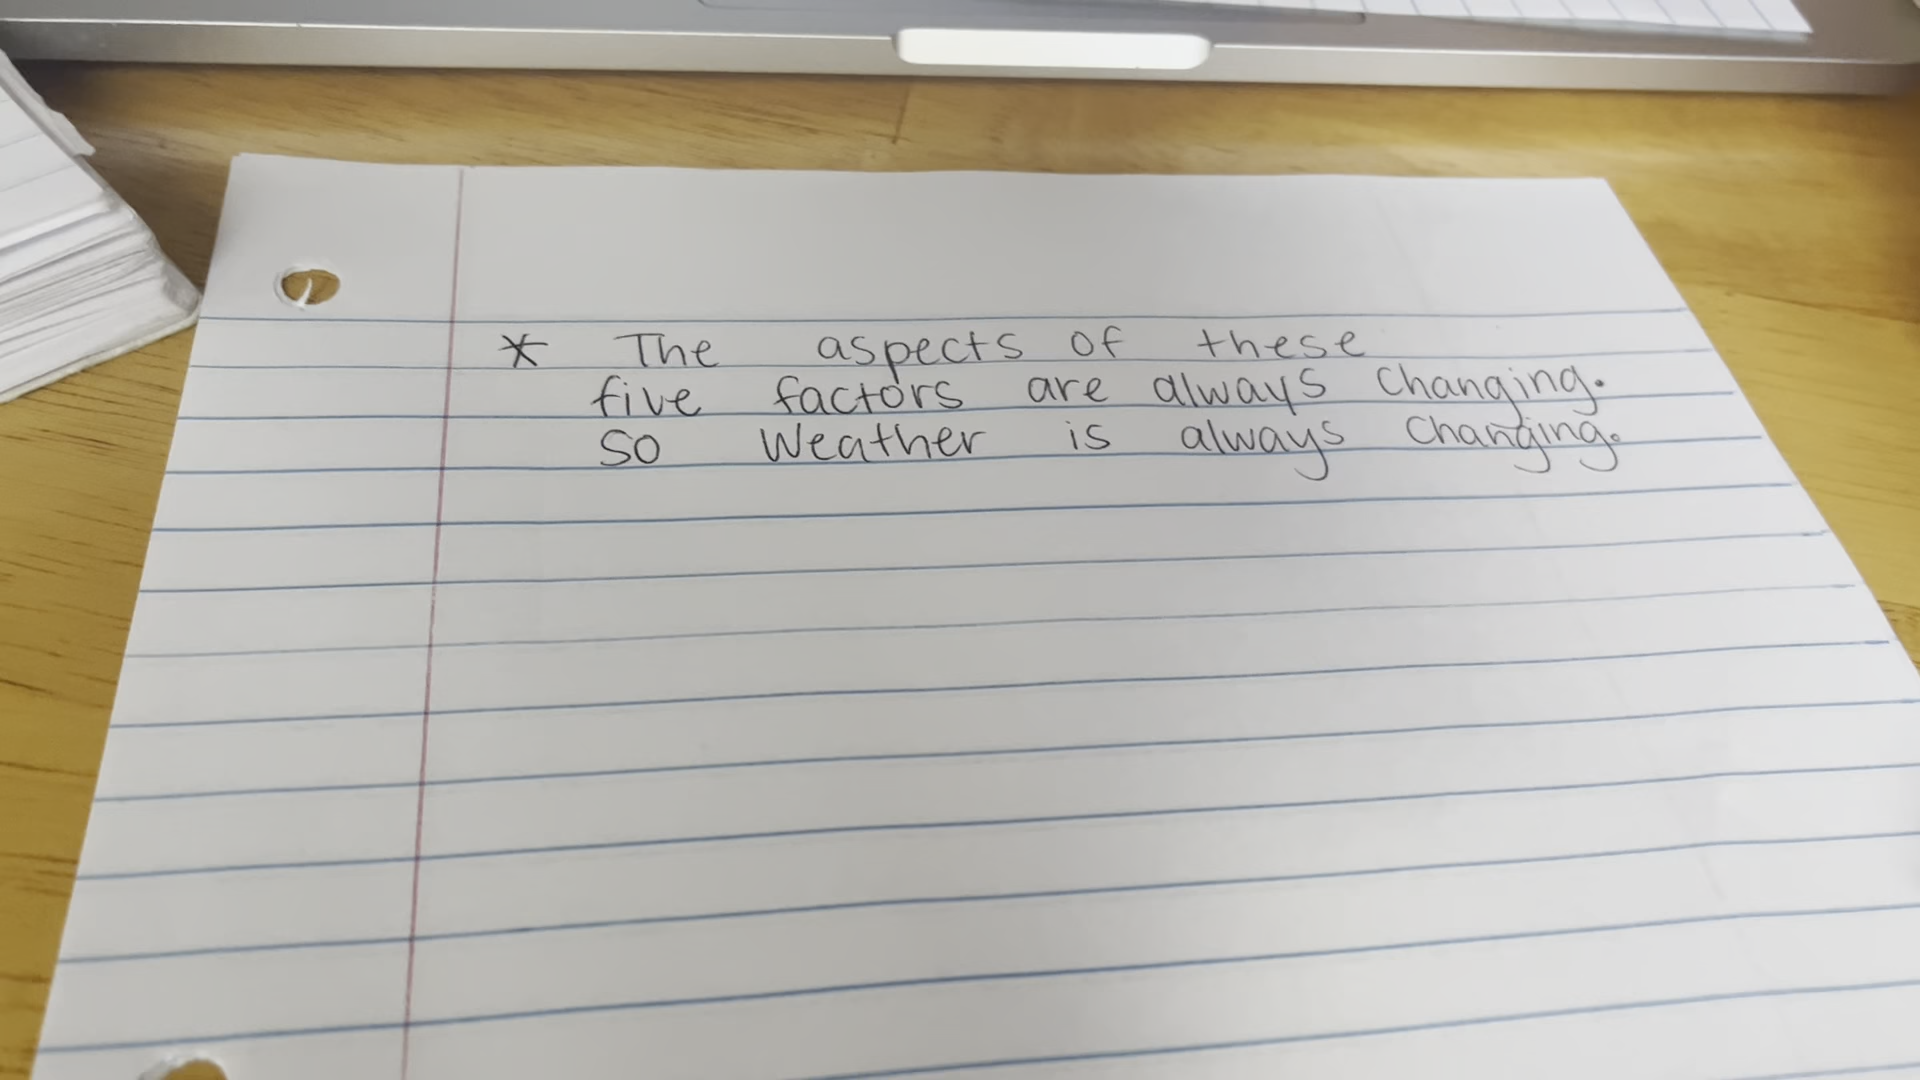 * The aspects of these
five factors are always changing.
so weather is always changing.